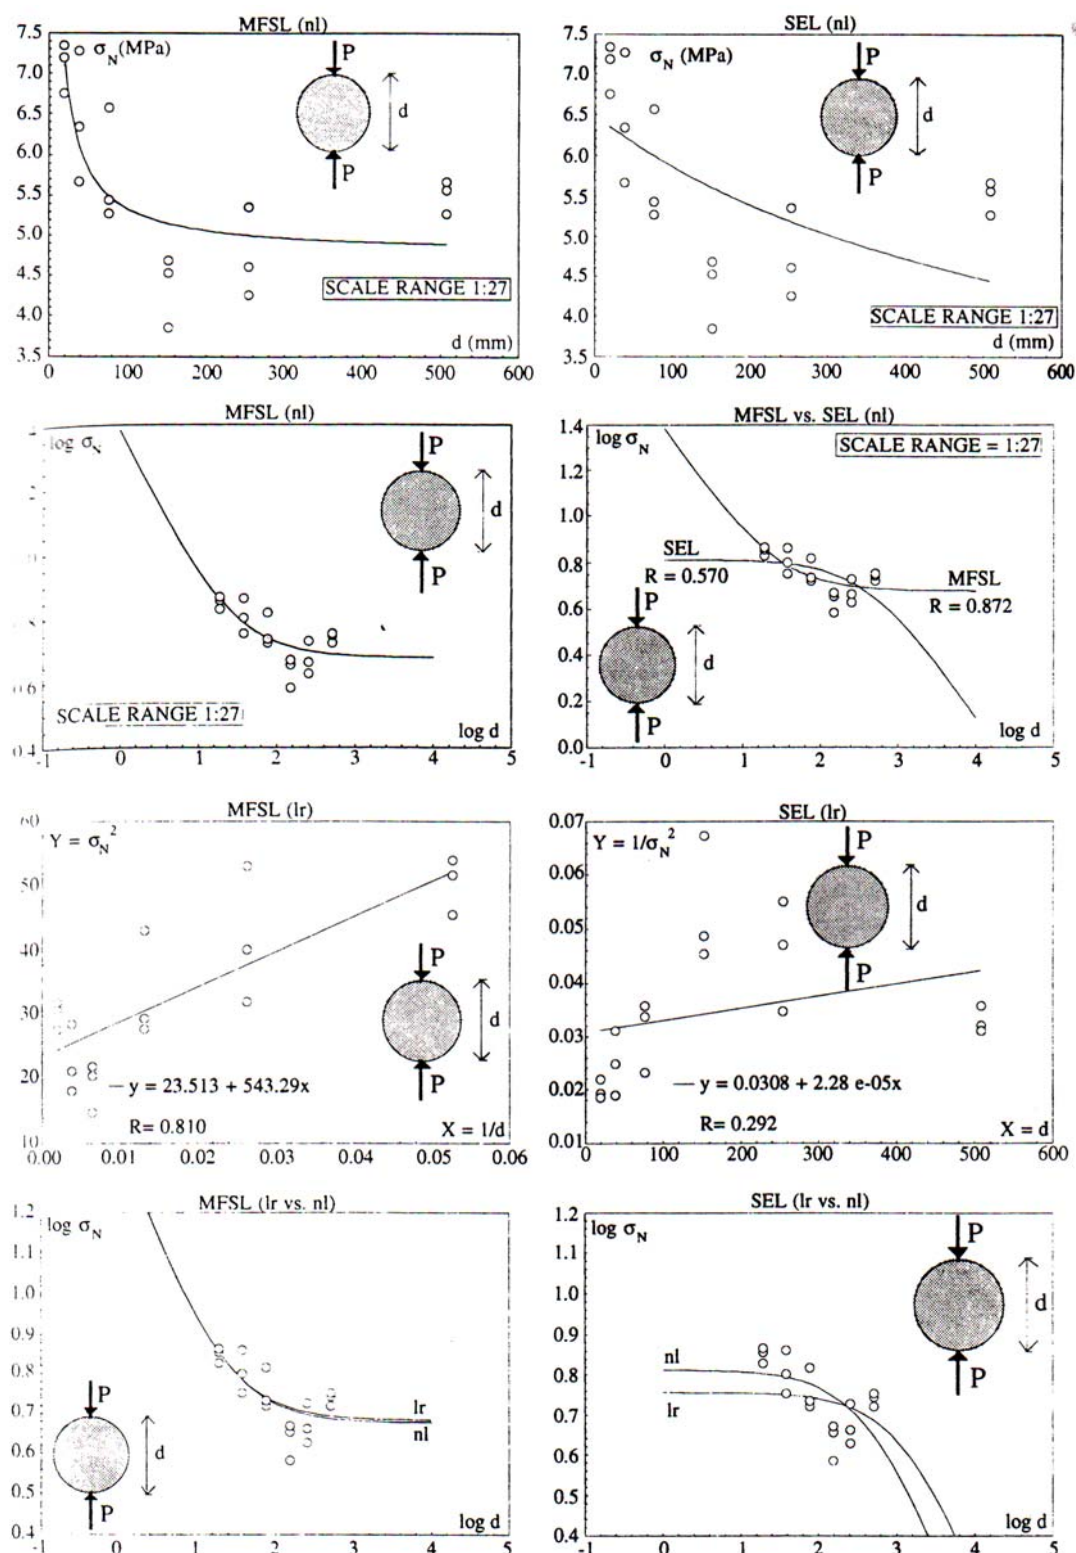 MFSL (nl)
7.5
7.0
6.5
6.0
5.5
5.0
4.5
4.0
3.5
σN (MPa)
P
d
P
SCALE RANGE 1:27
d (mm)
0 100 200 300 400 500 600
SEL (nl)
7.5
7.0
6.5
6.0
5.5
5.0
4.5
4.0
3.5
σN (MPa)
P
d
P
SCALE RANGE 1:27
d (mm)
0 100 200 300 400 500 600
MFSL (nl)
log σN
P
d
P
0.6
0.4
SCALE RANGE 1:27
log d
-1 0 1 2 3 4 5
MFSL vs. SEL (nl)
1.4
1.2
1.0
0.8
0.6
0.4
0.2
0.0
log σN
SCALE RANGE = 1:27
SEL
R = 0.570
MFSL
R = 0.872
P
d
P
log d
-1 0 1 2 3 4 5
MFSL (lr)
60
50
40
30
20
10
Y = σN²
P
d
P
y = 23.513 + 543.29x
R= 0.810
X = 1/d
0.00 0.01 0.02 0.03 0.04 0.05 0.06
SEL (lr)
0.07
0.06
0.05
0.04
0.03
0.02
0.01
Y = 1/σN²
P
d
P
y = 0.0308 + 2.28 e-05x
R= 0.292
X = d
0 100 200 300 400 500 600
MFSL (lr vs. nl)
1.2
1.1
1.0
0.9
0.8
0.7
0.6
0.5
0.4
log σN
lr
nl
P
d
P
log d
-1 0 1 2 3 4 5
SEL (lr vs. nl)
1.2
1.1
1.0
0.9
0.8
0.7
0.6
0.5
0.4
log σN
nl
lr
P
d
P
log d
-1 0 1 2 3 4 5